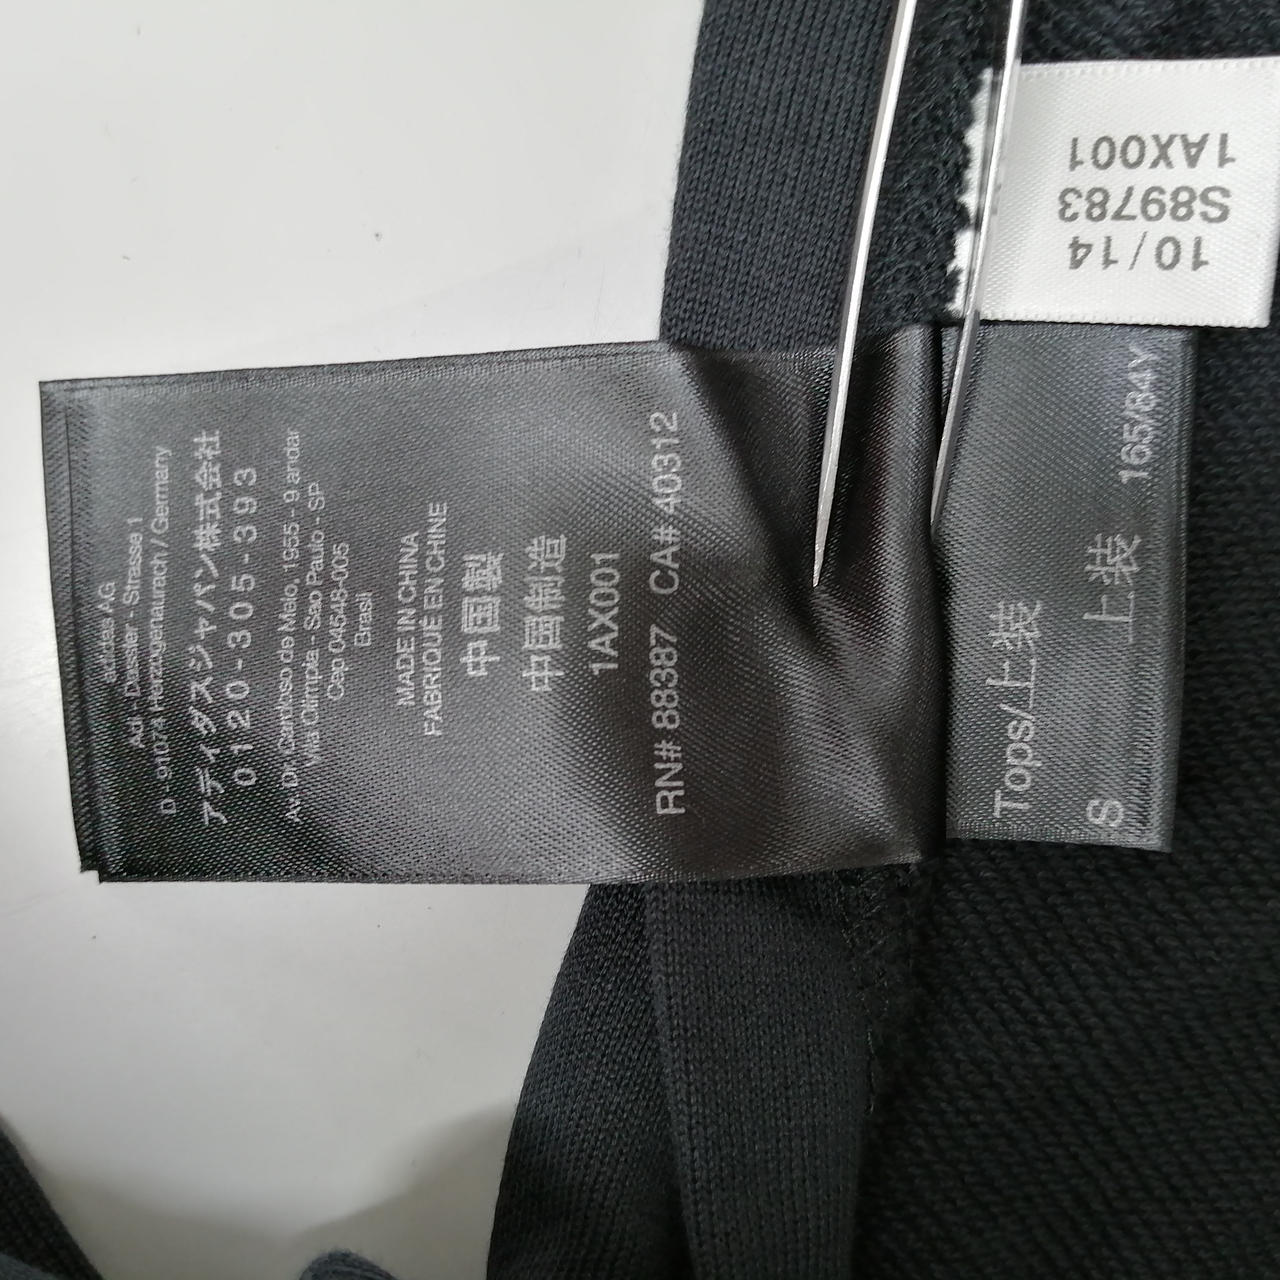 1AX001
S89783
10/14
adidas AG
Adi - Dassler - Strasse 1
D - 91074 Herzogenaurach / Germany
アディダスジャパン株式会社
0120-305-393
Av. Dr. Cardoso de Melo, 1955 - 9 andar
Vila Olimpia - Sao Paulo - SP
Cep 04548-005
Brasil
MADE IN CHINA
FABRIQUÉ EN CHINE
中国製
中国制造
1AX001
RN# 88387 CA# 40312
Tops/上装
S 上装 165/84Y